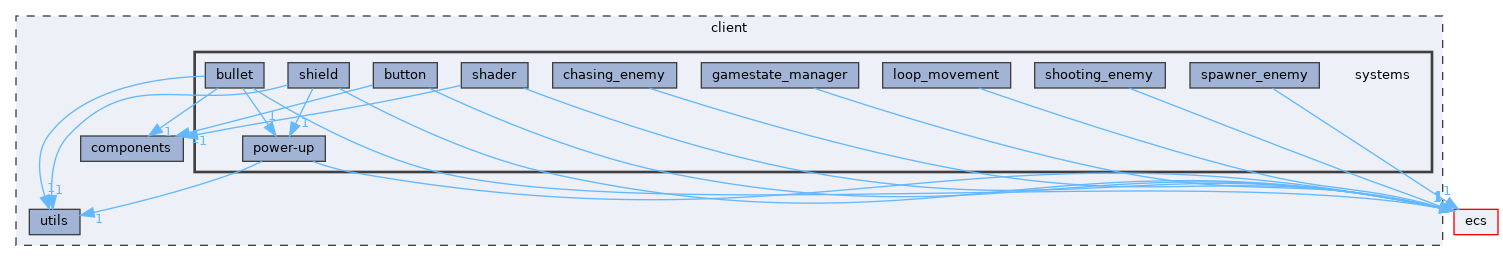 client
bullet
shield
button
shader
chasing_enemy
gamestate_manager
loop_movement
shooting_enemy
spawner_enemy
systems
1
1
1
1
components
power-up
1
1
1
1
utils
1
ecs